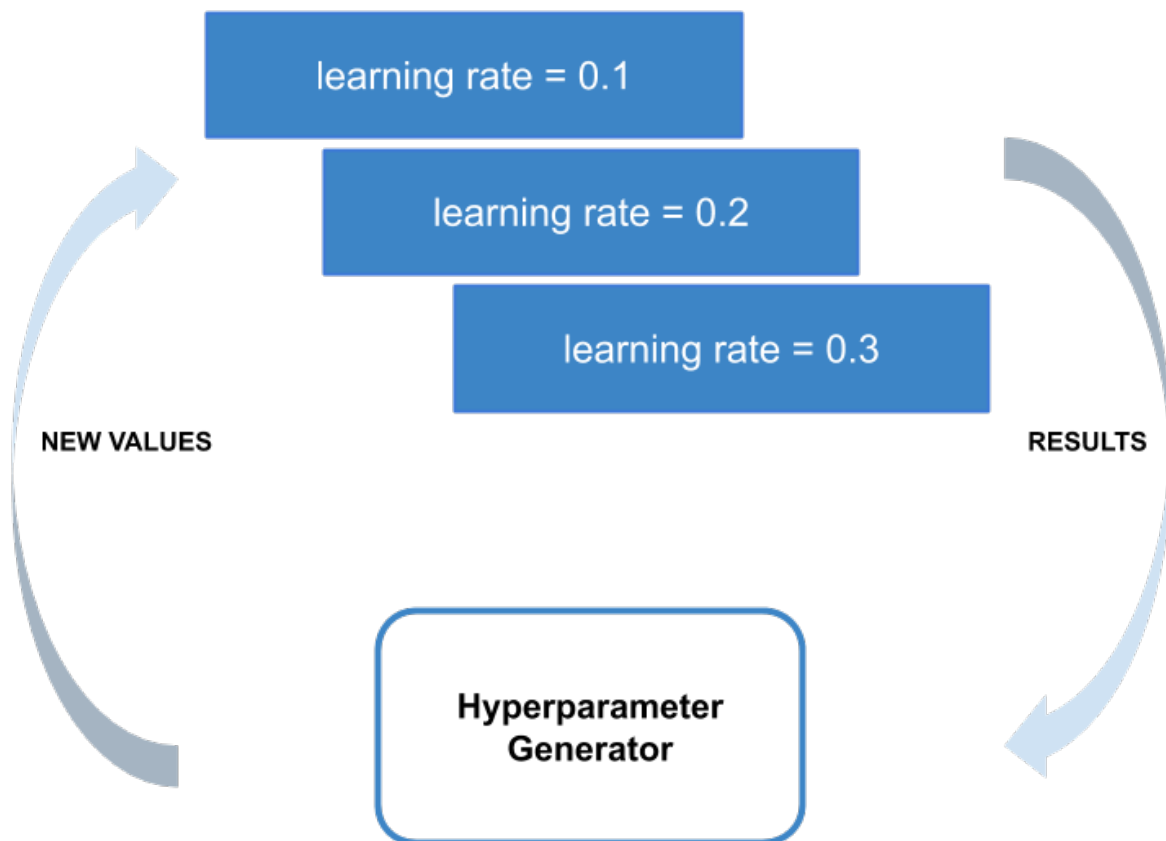 learning rate = 0.1
learning rate = 0.2
learning rate = 0.3
NEW VALUES
RESULTS
Hyperparameter
Generator